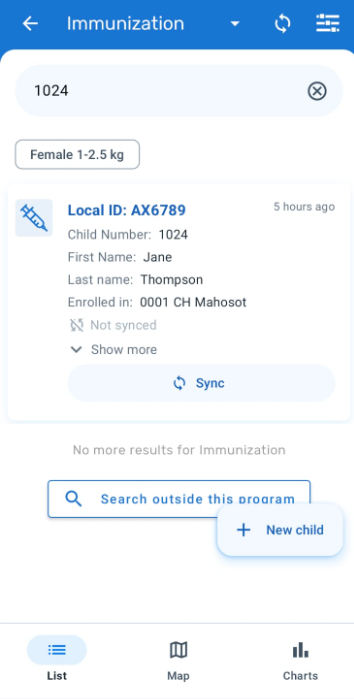 Immunization
1024
Female 1-2.5 kg
Local ID: AX6789
5 hours ago
Child Number: 1024
First Name: Jane
Last name: Thompson
Enrolled in: 0001 CH Mahosot
Not synced
Show more
Sync
No more results for Immunization
Search outside this program
New child
List
Map
Charts